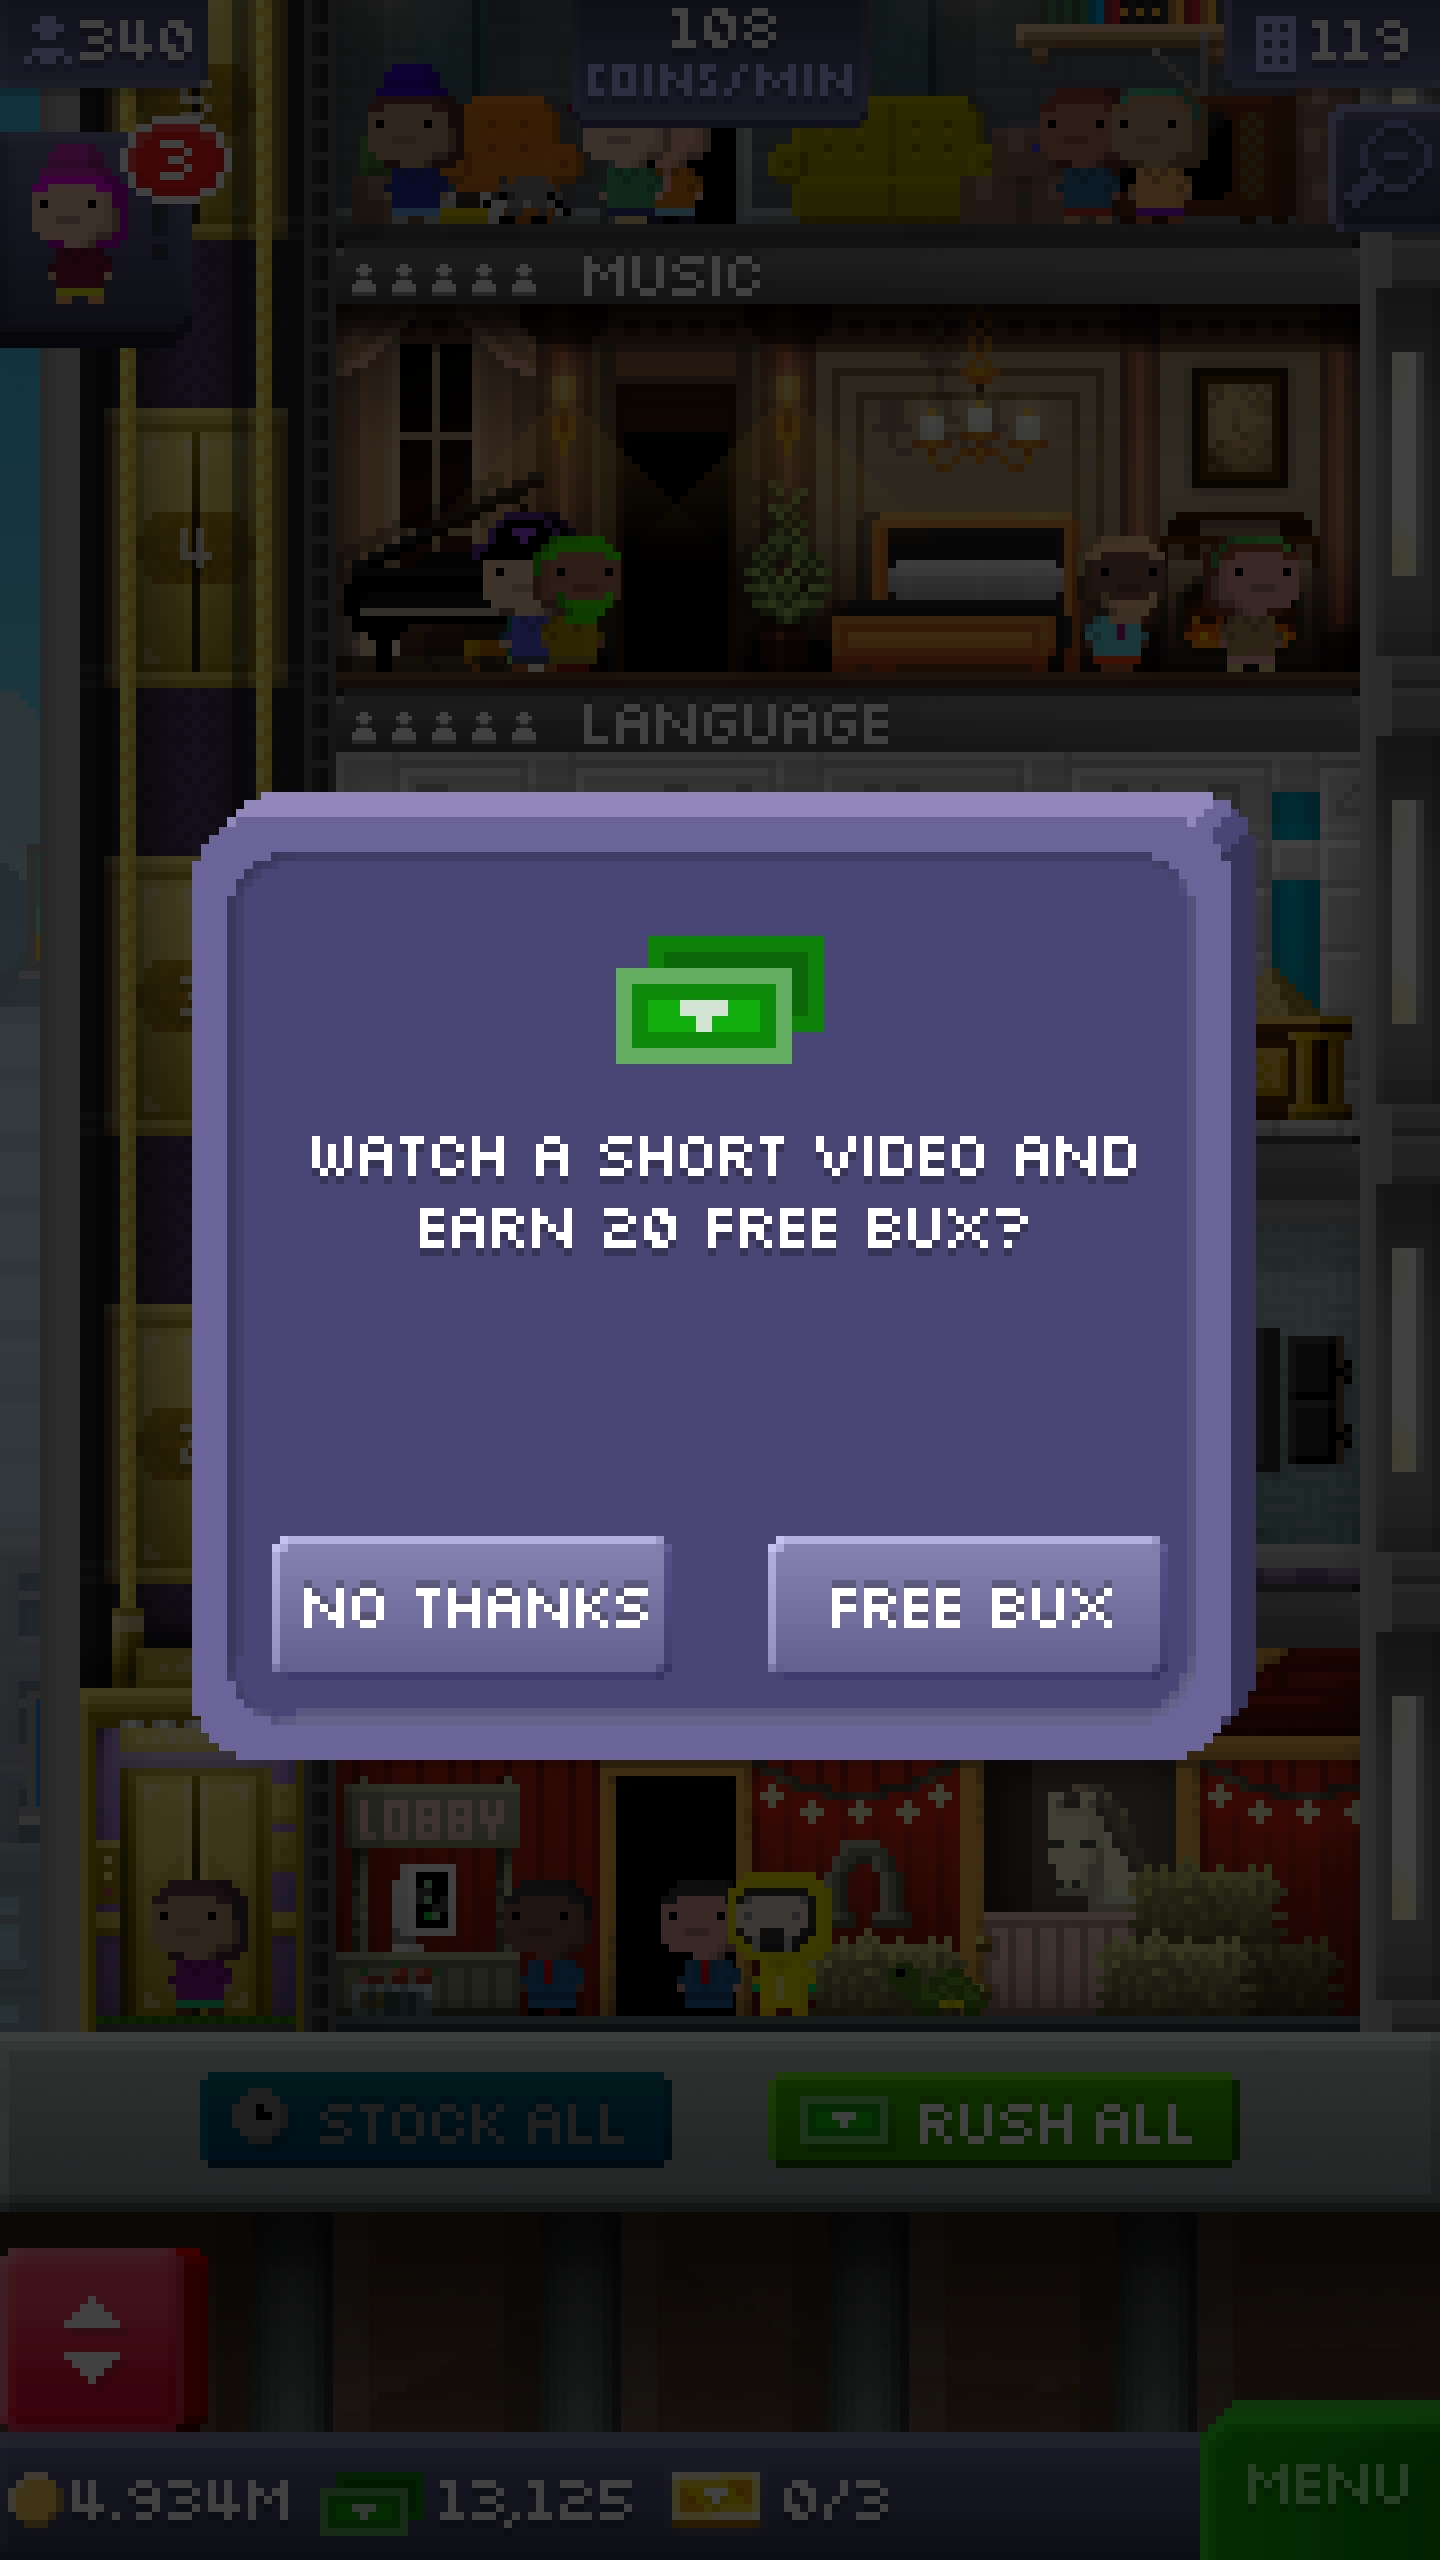 340
108
COINS/MIN
119
5
3
MUSIC
4
LANGUAGE
WATCH A SHORT VIDEO AND
EARN 20 FREE BUX?
NO THANKS
FREE BUX
LOBBY
STOCK ALL
RUSH ALL
4.934M
13,125
0/3
MENU